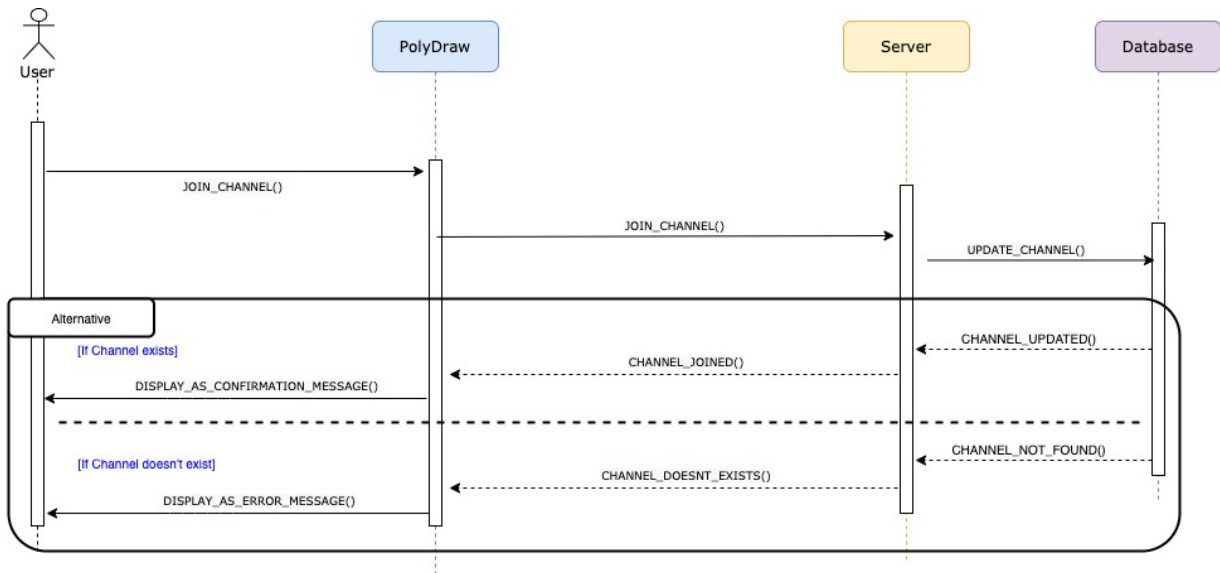 User
PolyDraw
Server
Database
JOIN_CHANNEL()
JOIN_CHANNEL()
UPDATE_CHANNEL()
Alternative
[If Channel exists]
CHANNEL_UPDATED()
CHANNEL_JOINED()
DISPLAY_AS_CONFIRMATION_MESSAGE()
[If Channel doesn't exist]
CHANNEL_NOT_FOUND()
CHANNEL_DOESNT_EXISTS()
DISPLAY_AS_ERROR_MESSAGE()